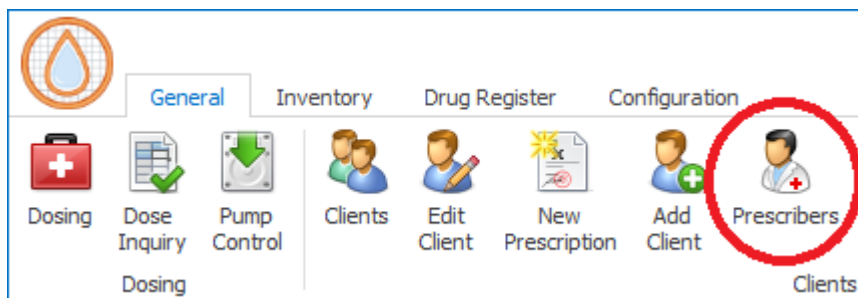 General Inventory Drug Register Configuration
Dosing Dose Inquiry Pump Control Clients Edit Client New Prescription Add Client Prescribers
Dosing Clients